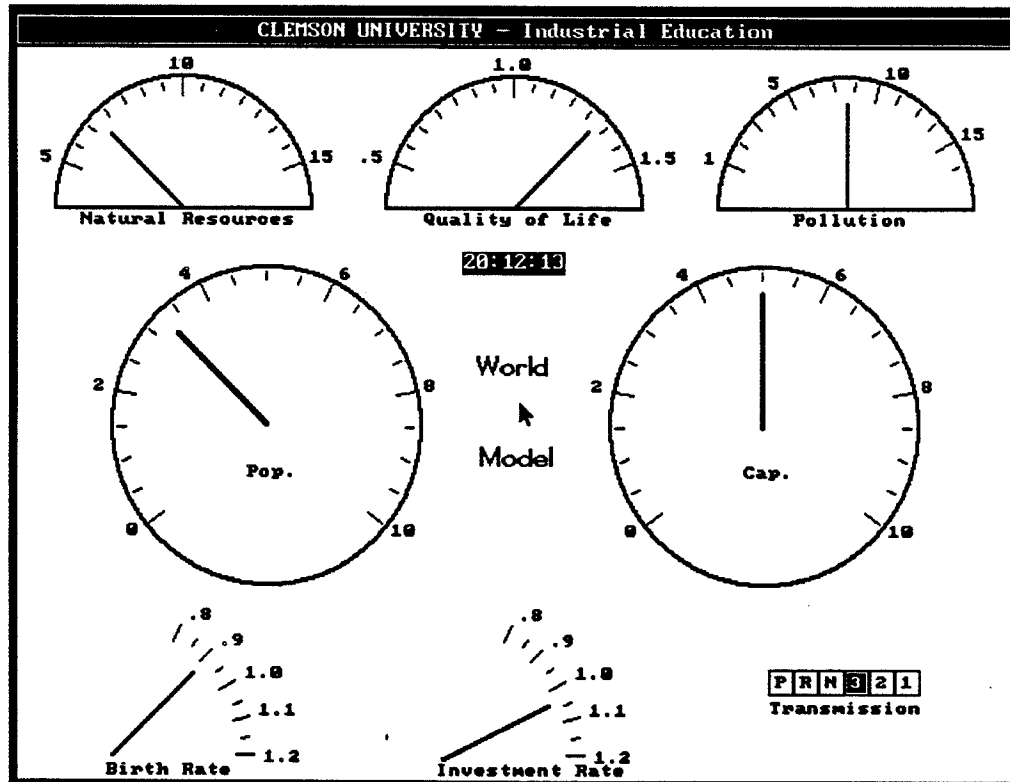 CLEMSON UNIVERSITY – Industrial Education
10
5
15
Natural Resources
1.0
.5
1.5
Quality of Life
5
10
1
15
Pollution
20:12:13
4
6
2
8
0
10
Pop.
World
Model
4
6
2
8
0
10
Cap.
.8
.9
1.0
1.1
1.2
Birth Rate
.8
.9
1.0
1.1
1.2
Investment Rate
P R N 3 2 1
Transmission